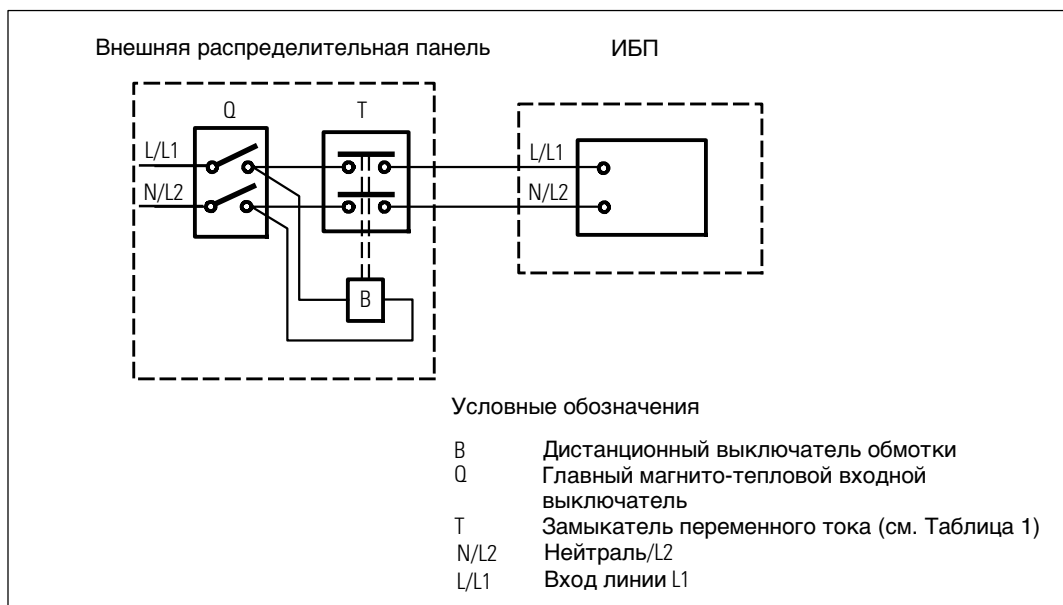 Внешняя распределительная панель
ИБП
Q
T
L/L1
N/L2
L/L1
N/L2
B
Условные обозначения
B Дистанционный выключатель обмотки
Q Главный магнито-тепловой входной
выключатель
T Замыкатель переменного тока (см. Таблица 1)
N/L2 Нейтраль/L2
L/L1 Вход линии L1